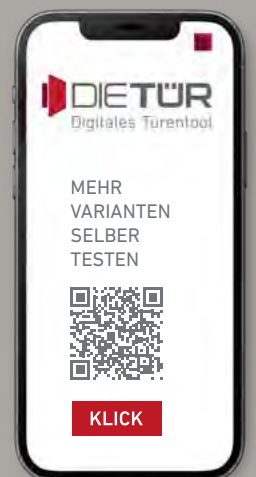 DIETÜR
Digitales Türentool
MEHR
VARIANTEN
SELBER
TESTEN
KLICK